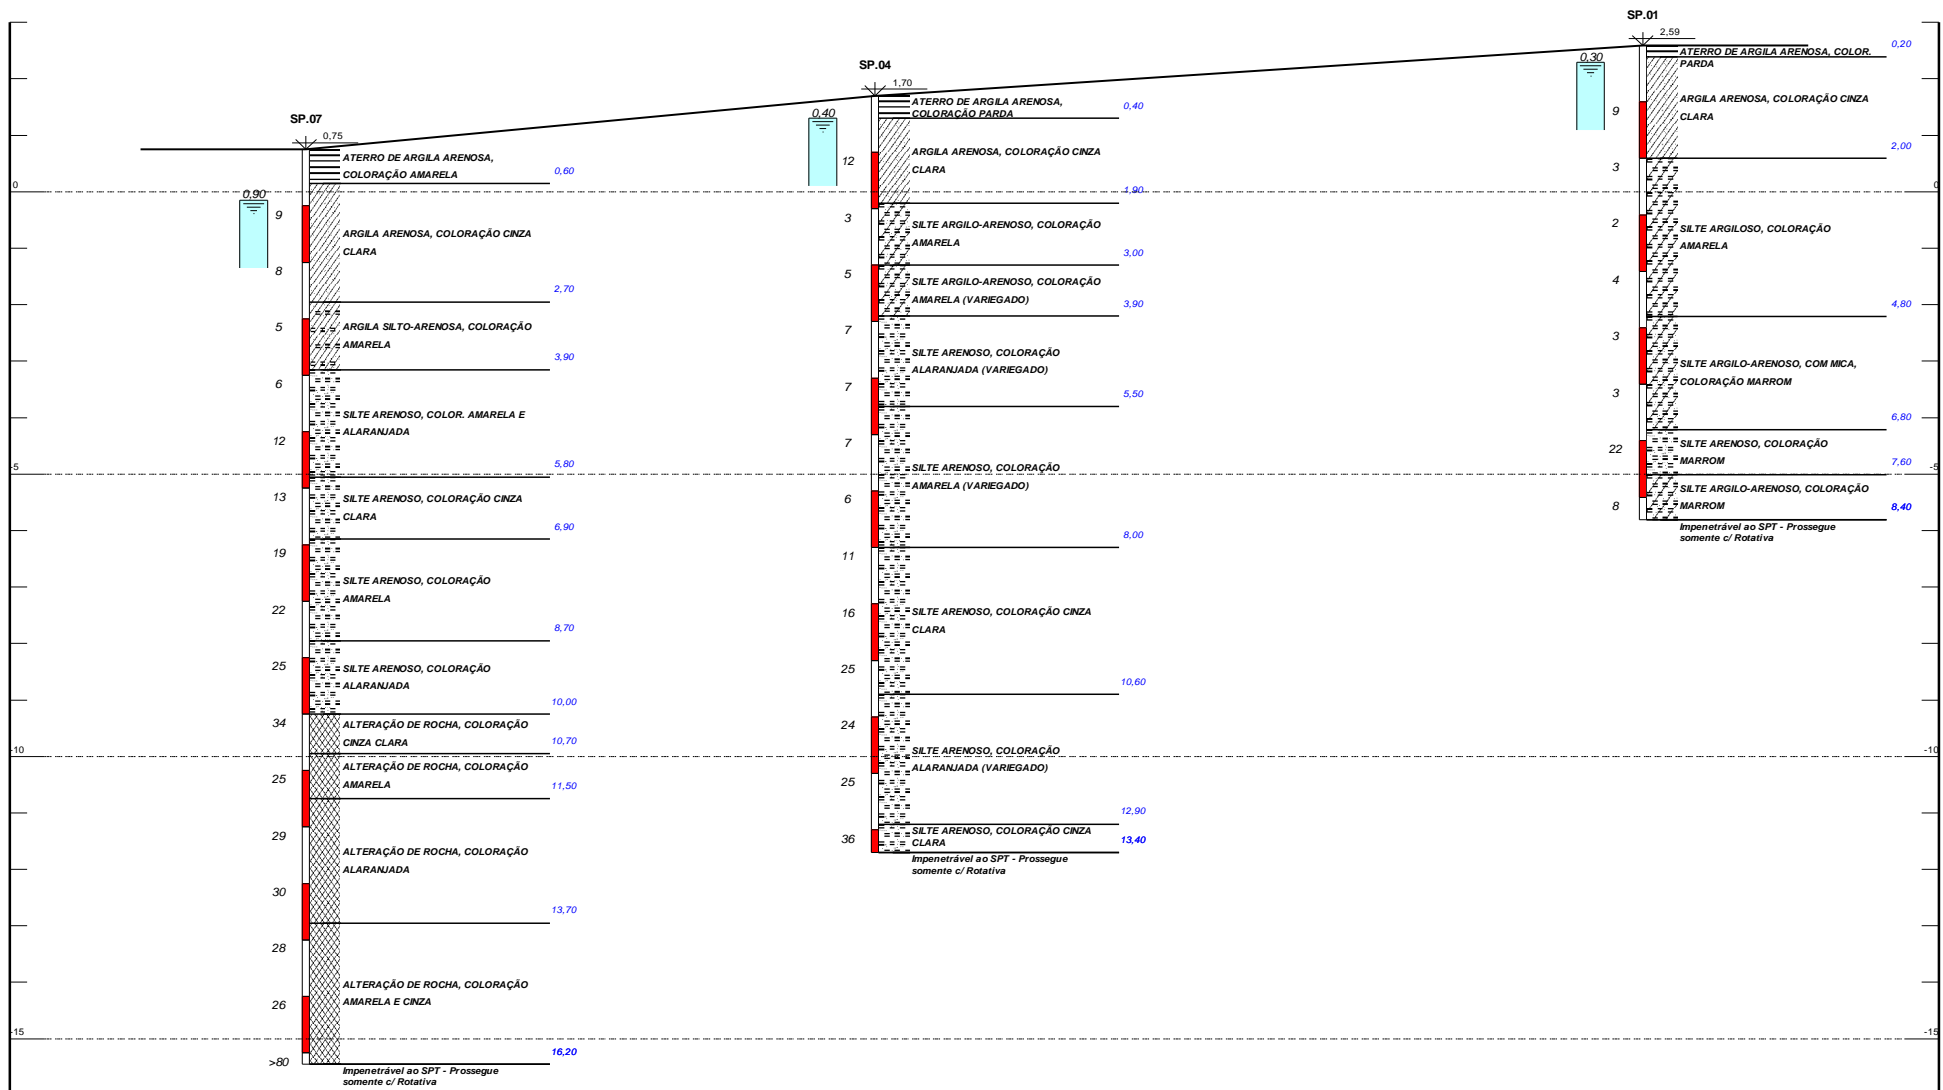 SP.07
0,75
0,90
ATERRO DE ARGILA ARENOSA,
COLORAÇÃO AMARELA
0,60
ARGILA ARENOSA, COLORAÇÃO CINZA
CLARA
2,70
ARGILA SILTO-ARENOSA, COLORAÇÃO
AMARELA
3,90
SILTE ARENOSO, COLOR. AMARELA E
ALARANJADA
5,80
SILTE ARENOSO, COLORAÇÃO CINZA
CLARA
6,90
SILTE ARENOSO, COLORAÇÃO
AMARELA
8,70
SILTE ARENOSO, COLORAÇÃO
ALARANJADA
10,00
ALTERAÇÃO DE ROCHA, COLORAÇÃO
CINZA CLARA
10,70
ALTERAÇÃO DE ROCHA, COLORAÇÃO
AMARELA
11,50
ALTERAÇÃO DE ROCHA, COLORAÇÃO
ALARANJADA
13,70
ALTERAÇÃO DE ROCHA, COLORAÇÃO
AMARELA E CINZA
16,20
Impenetrável ao SPT - Prossegue
somente c/ Rotativa
9
8
5
6
12
13
19
22
25
34
25
29
30
28
26
>80
SP.04
1,70
0,40
ATERRO DE ARGILA ARENOSA,
COLORAÇÃO PARDA
0,40
ARGILA ARENOSA, COLORAÇÃO CINZA
CLARA
1,90
SILTE ARGILO-ARENOSO, COLORAÇÃO
AMARELA
3,00
SILTE ARGILO-ARENOSO, COLORAÇÃO
AMARELA (VARIEGADO)
3,90
SILTE ARENOSO, COLORAÇÃO
ALARANJADA (VARIEGADO)
5,50
SILTE ARENOSO, COLORAÇÃO
AMARELA (VARIEGADO)
8,00
SILTE ARENOSO, COLORAÇÃO CINZA
CLARA
10,60
SILTE ARENOSO, COLORAÇÃO
ALARANJADA (VARIEGADO)
12,90
SILTE ARENOSO, COLORAÇÃO CINZA
CLARA
13,40
Impenetrável ao SPT - Prossegue
somente c/ Rotativa
12
3
5
7
7
7
6
11
16
25
24
25
36
SP.01
2,59
0,30
ATERRO DE ARGILA ARENOSA, COLOR.
PARDA
0,20
ARGILA ARENOSA, COLORAÇÃO CINZA
CLARA
2,00
SILTE ARGILOSO, COLORAÇÃO
AMARELA
4,80
SILTE ARGILO-ARENOSO, COM MICA,
COLORAÇÃO MARROM
6,80
SILTE ARENOSO, COLORAÇÃO
MARROM
7,60
SILTE ARGILO-ARENOSO, COLORAÇÃO
MARROM
8,40
Impenetrável ao SPT - Prossegue
somente c/ Rotativa
9
3
2
4
3
3
22
8
0
-5
-10
-15
0
-5
-10
-15